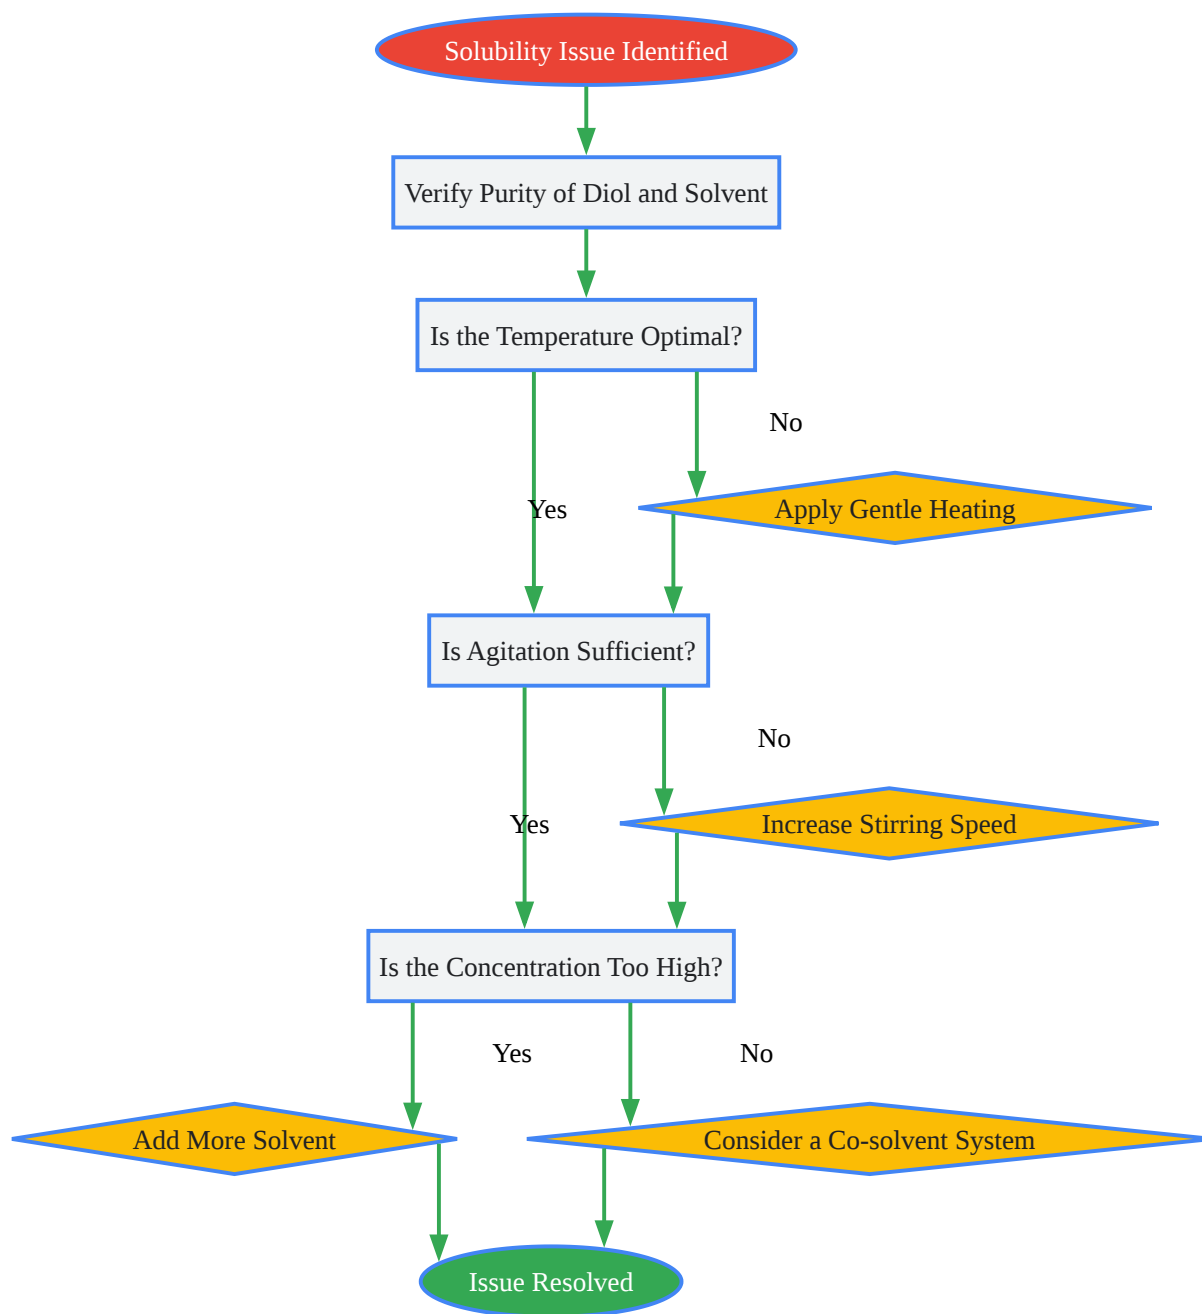 Solubility Issue Identified
Verify Purity of Diol and Solvent
Is the Temperature Optimal?
No
Yes
Apply Gentle Heating
Is Agitation Sufficient?
No
Yes
Increase Stirring Speed
Is the Concentration Too High?
Yes
No
Add More Solvent
Consider a Co-solvent System
Issue Resolved